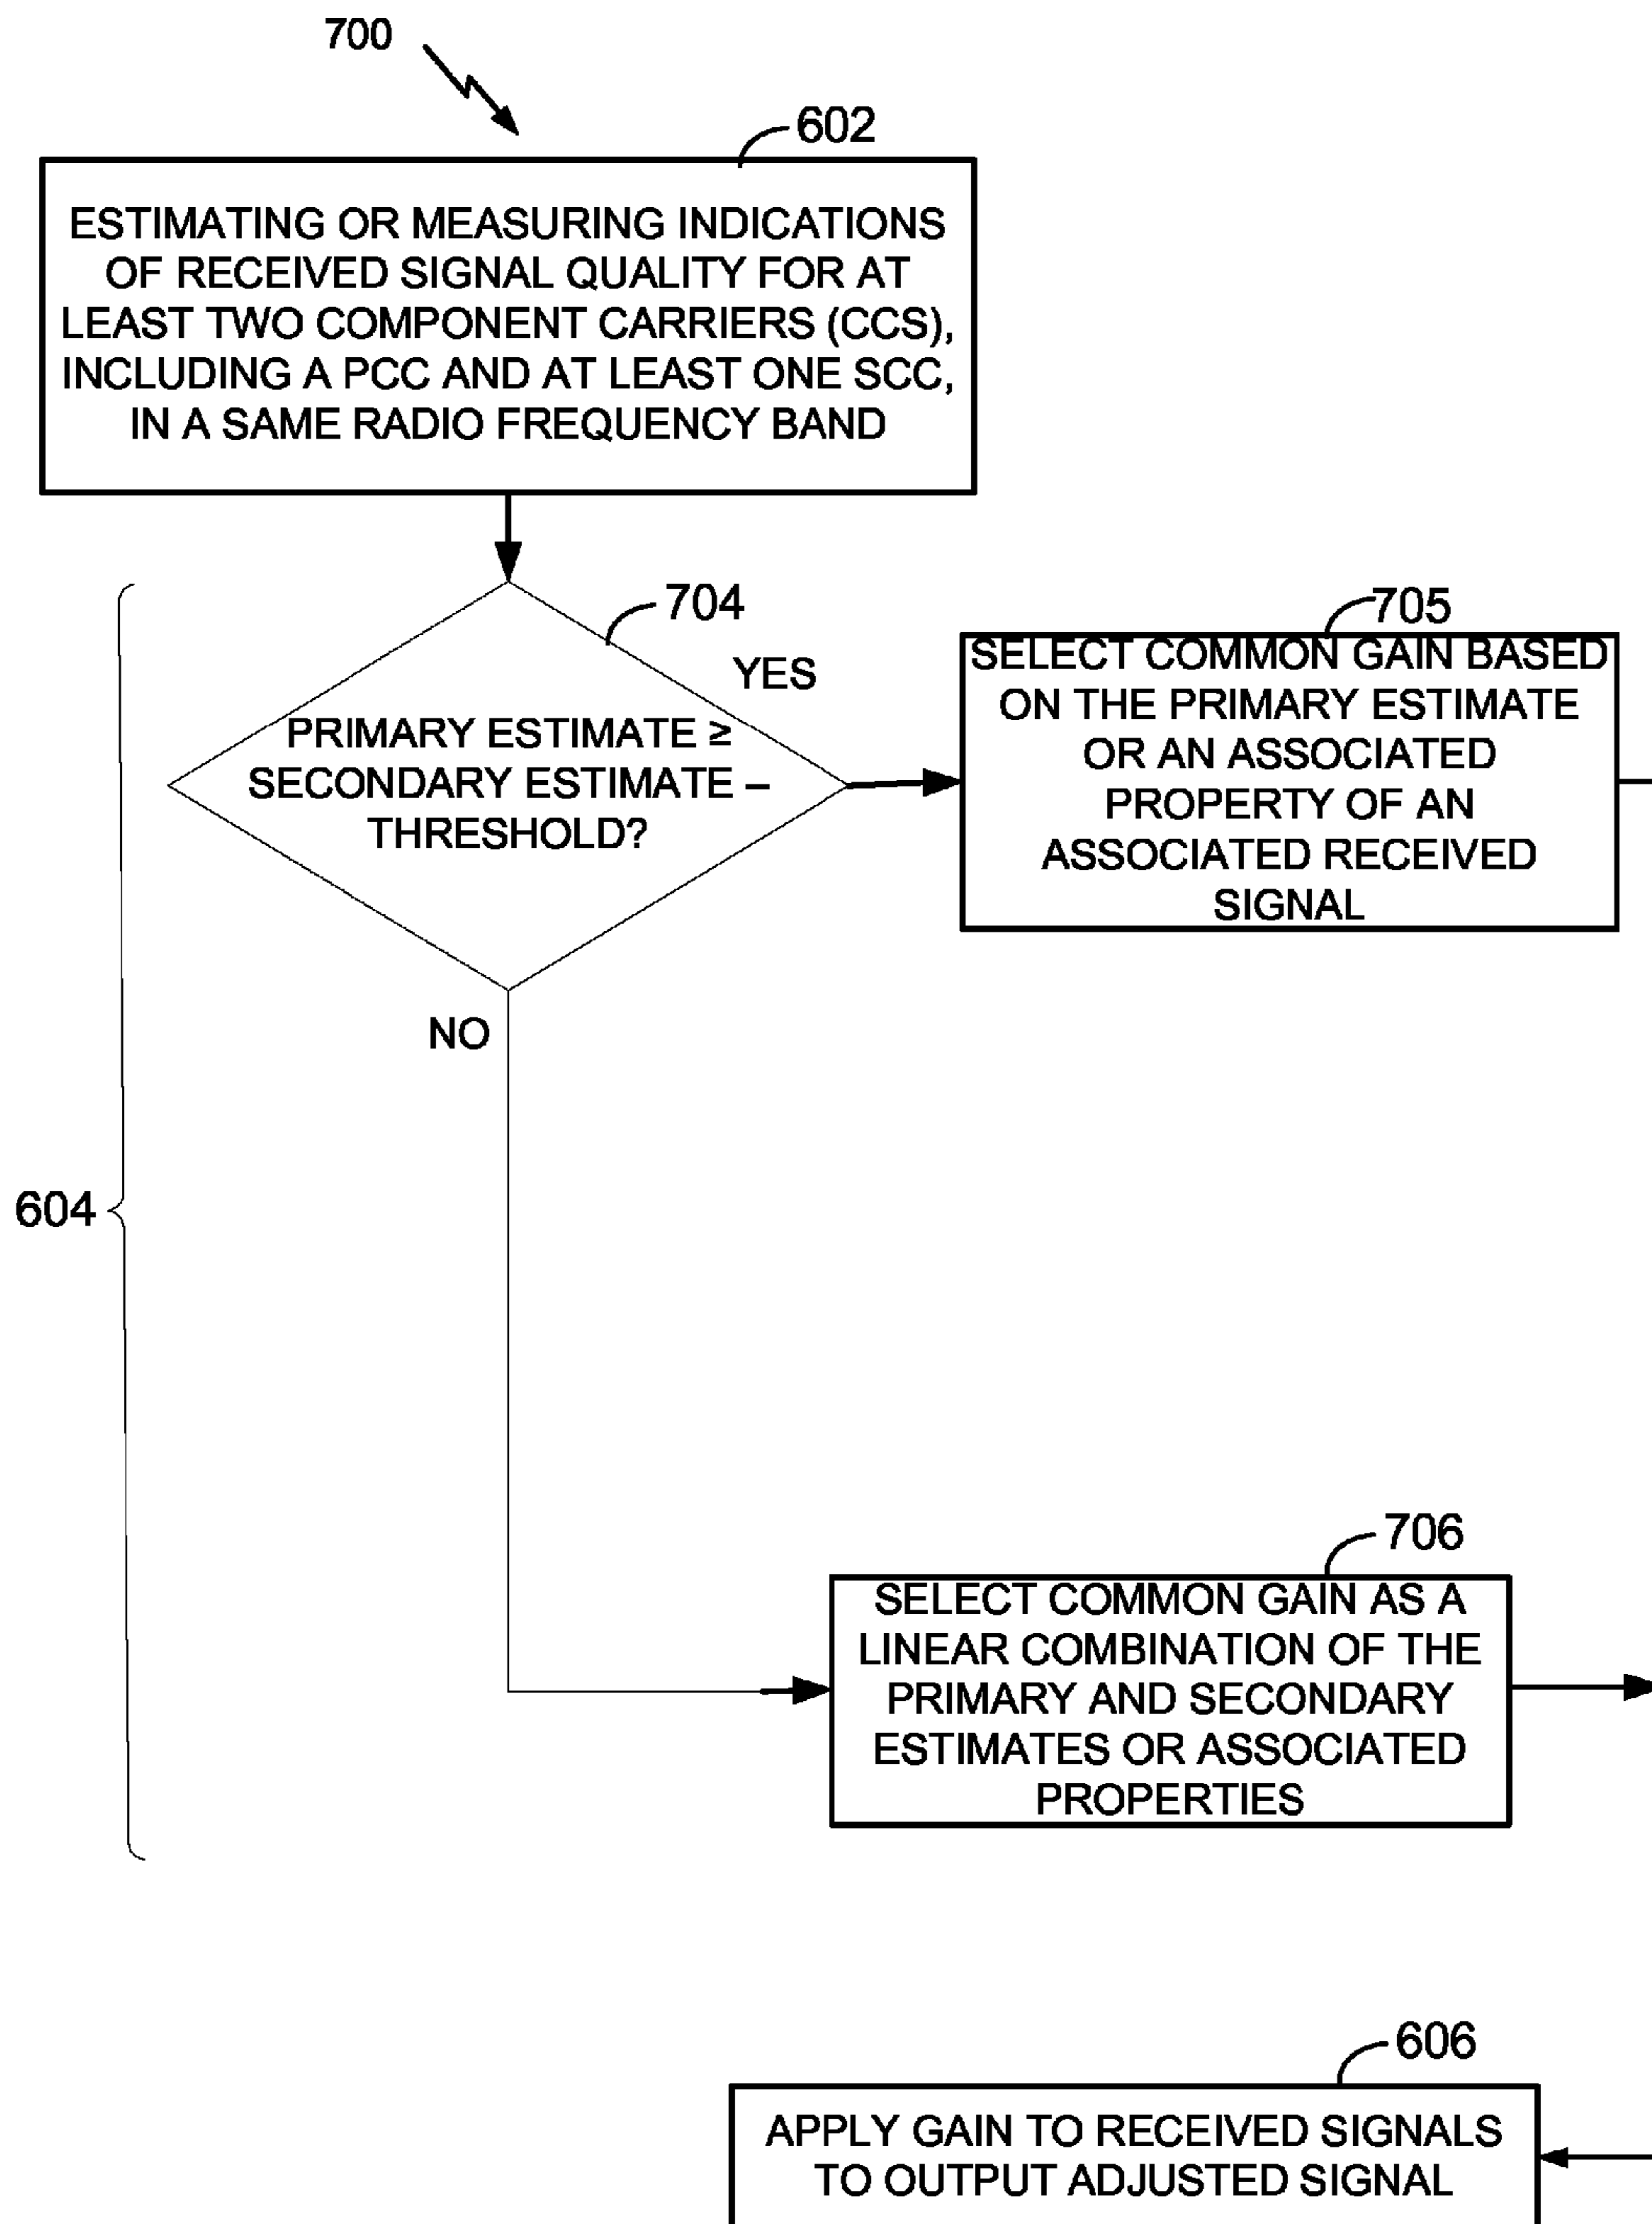 700
602
ESTIMATING OR MEASURING INDICATIONS
OF RECEIVED SIGNAL QUALITY FOR AT
LEAST TWO COMPONENT CARRIERS (CCS),
INCLUDING A PCC AND AT LEAST ONE SCC,
IN A SAME RADIO FREQUENCY BAND
704
YES
PRIMARY ESTIMATE ≥
SECONDARY ESTIMATE –
THRESHOLD?
705
SELECT COMMON GAIN BASED
ON THE PRIMARY ESTIMATE
OR AN ASSOCIATED
PROPERTY OF AN
ASSOCIATED RECEIVED
SIGNAL
NO
604
706
SELECT COMMON GAIN AS A
LINEAR COMBINATION OF THE
PRIMARY AND SECONDARY
ESTIMATES OR ASSOCIATED
PROPERTIES
606
APPLY GAIN TO RECEIVED SIGNALS
TO OUTPUT ADJUSTED SIGNAL